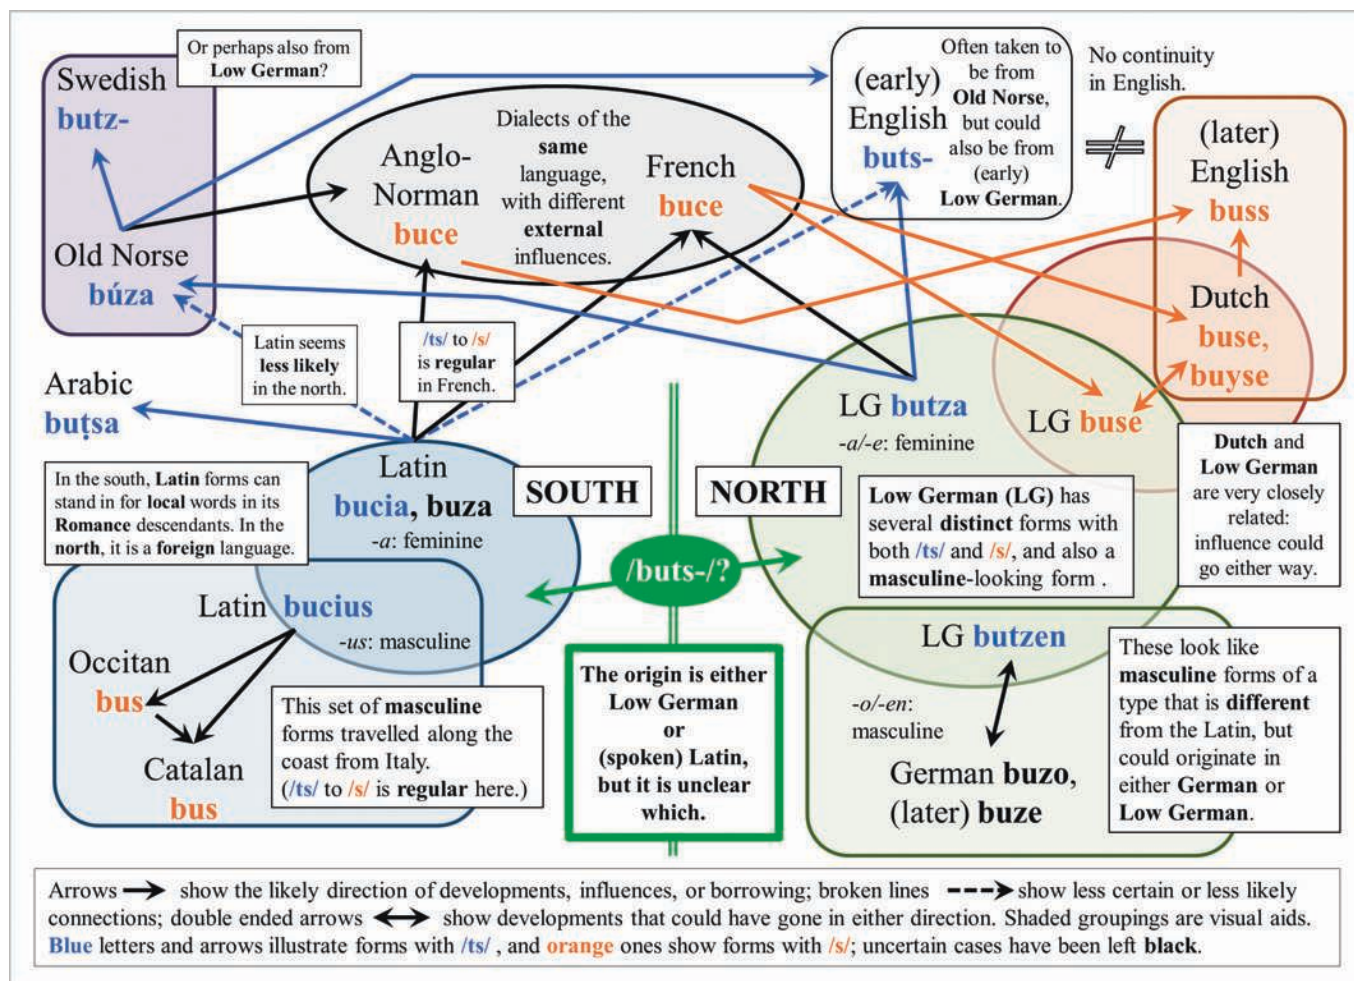 Or perhaps also from
Low German?
Swedish
butz-
Old Norse
búza
Anglo-
Norman
buce
Dialects of the
same
language,
with different
external
influences.
French
buce
(early)
English
buts-
Often taken to
be from
Old Norse,
but could
also be from
(early)
Low German.
No continuity
in English.
≠
(later)
English
buss
Dutch
buse,
buyse
Latin seems
less likely
in the north.
/ts/ to /s/
is regular
in French.
Arabic
buṭsa
LG butza
-a/-e: feminine
LG buse
Dutch and
Low German
are very closely
related:
influence could
go either way.
In the south, Latin forms can
stand in for local words in its
Romance descendants. In the
north, it is a foreign language.
Latin
bucia, buza
-a: feminine
SOUTH
NORTH
Low German (LG) has
several distinct forms with
both /ts/ and /s/, and also a
masculine-looking form .
/buts-/?
Latin bucius
-us: masculine
Occitan
bus
Catalan
bus
This set of masculine
forms travelled along the
coast from Italy.
(/ts/ to /s/ is regular here.)
The origin is either
Low German
or
(spoken) Latin,
but it is unclear
which.
LG butzen
-o/-en:
masculine
German buzo,
(later) buze
These look like
masculine forms of a
type that is different
from the Latin, but
could originate in
either German or
Low German.
Arrows show the likely direction of developments, influences, or borrowing; broken lines show less certain or less likely
connections; double ended arrows show developments that could have gone in either direction. Shaded groupings are visual aids.
Blue letters and arrows illustrate forms with /ts/ , and orange ones show forms with /s/; uncertain cases have been left black.